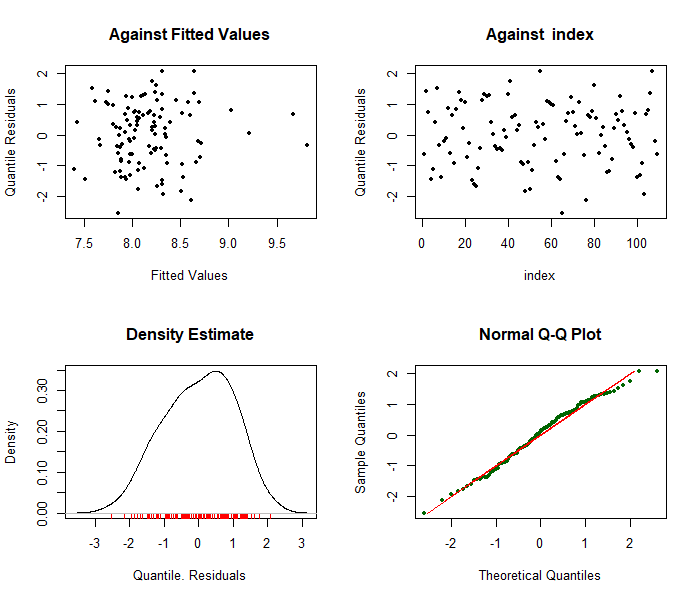 Against Fitted Values
Quantile Residuals
2
1
0
-1
-2
7.5 8.0 8.5 9.0 9.5
Fitted Values
Against index
Quantile Residuals
2
1
0
-1
-2
0 20 40 60 80 100
index
Density Estimate
Density
0.30
0.20
0.10
0.00
-3 -2 -1 0 1 2 3
Quantile. Residuals
Normal Q-Q Plot
Sample Quantiles
2
1
0
-1
-2
-2 -1 0 1 2
Theoretical Quantiles